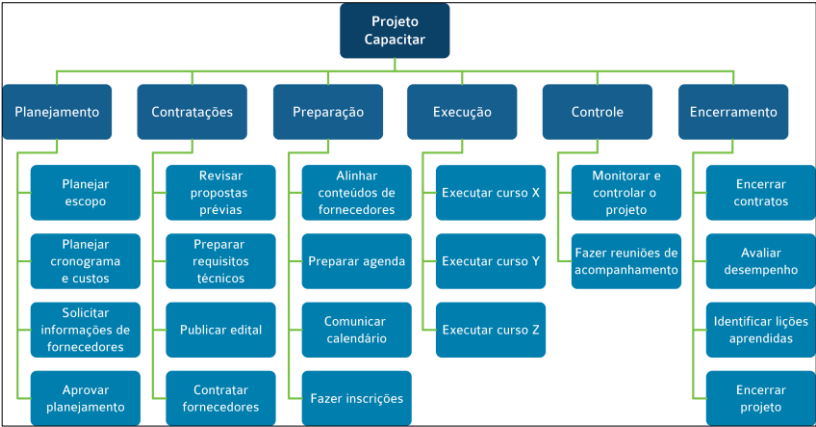 Projeto
Capacitar
Planejamento
Contratações
Preparação
Execução
Controle
Encerramento
Planejar
escopo
Planejar
cronograma
e custos
Solicitar
informações de
fornecedores
Aprovar
planejamento
Revisar
propostas
prévias
Preparar
requisitos
técnicos
Publicar edital
Contratar
fornecedores
Alinhar
conteúdos de
fornecedores
Preparar agenda
Comunicar
calendário
Fazer inscrições
Executar curso X
Executar curso Y
Executar curso Z
Monitorar e
controlar o
projeto
Fazer reuniões de
acompanhamento
Encerrar
contratos
Avaliar
desempenho
Identificar lições
aprendidas
Encerrar
projeto